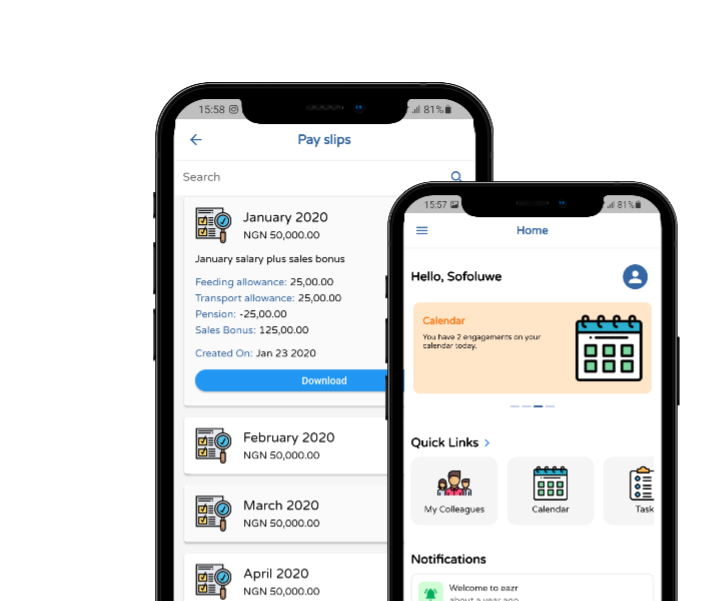 15:58
81%
Pay slips
Search
January 2020
NGN 50,000.00
January salary plus sales bonus
Feeding allowance: 25,00.00
Transport allowance: 25,00.00
Pension: -25,00.00
Sales Bonus: 125,00.00
Created On: Jan 23 2020
Download
February 2020
NGN 50,000.00
March 2020
NGN 50,000.00
April 2020
NGN 50,000.00
15:57
81%
Home
Hello, Sofoluwe
Calendar
You have 2 engagements on your
calendar today.
Quick Links
My Colleagues
Calendar
Task
Notifications
Welcome to eazr
about a year ago